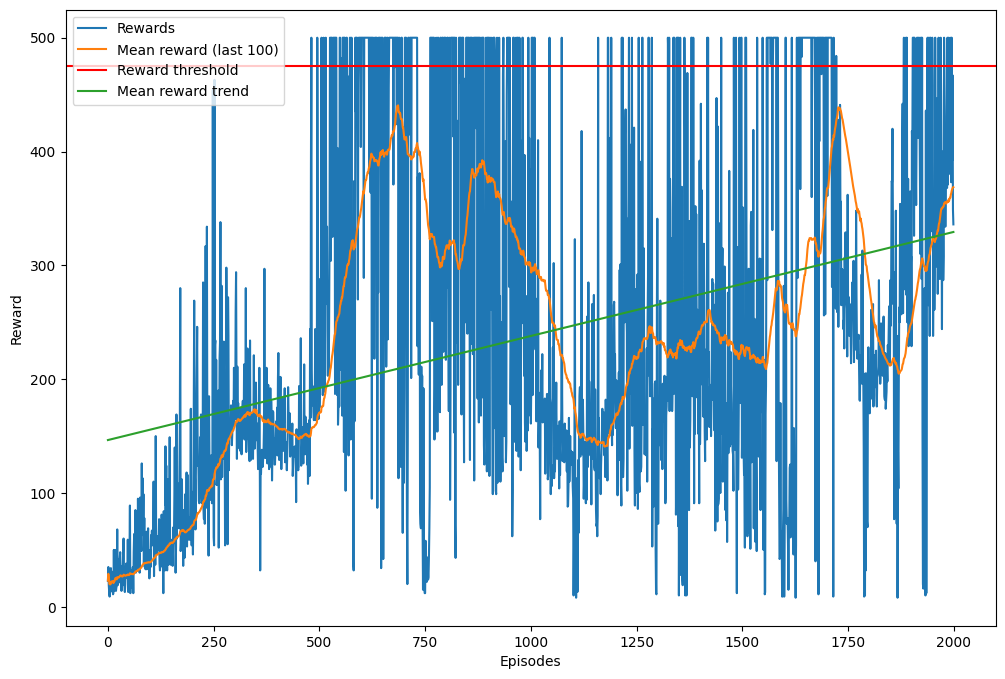 Rewards
Mean reward (last 100)
Reward threshold
Mean reward trend
500
400
300
200
100
0
Reward
0 250 500 750 1000 1250 1500 1750 2000
Episodes